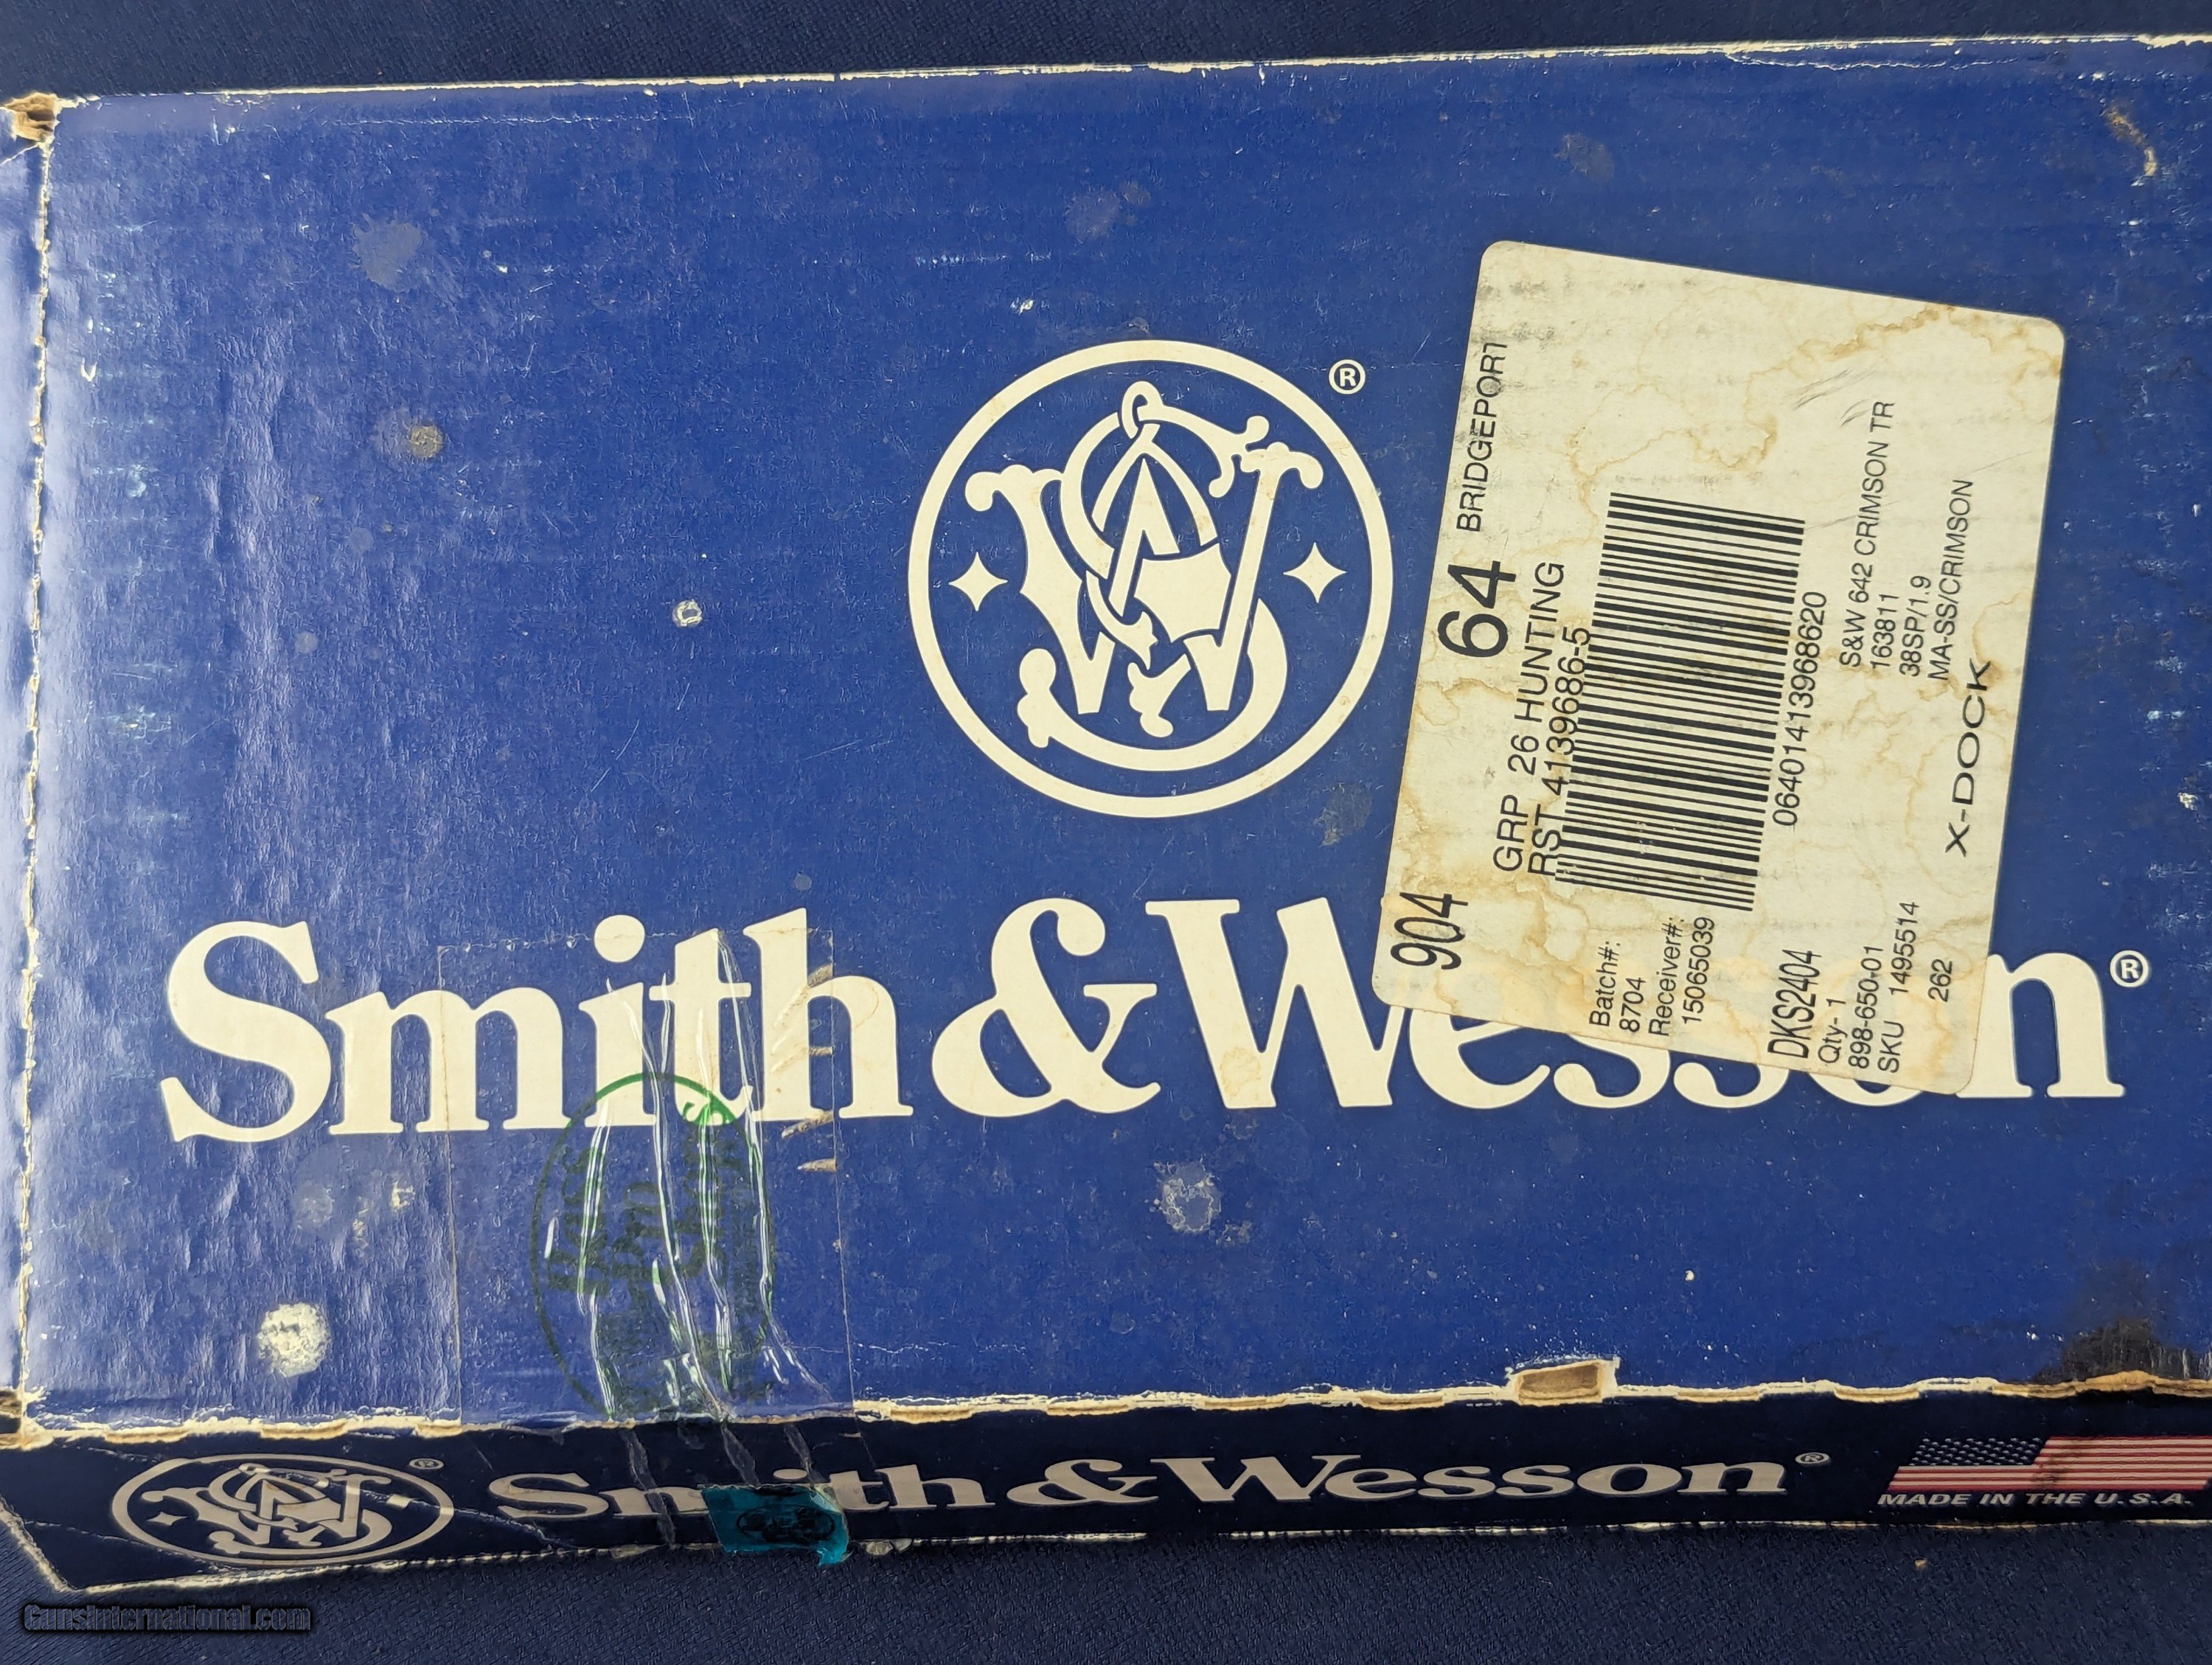 ®
Smith & Wesson®
904
64 BRIDGEPORT
GRP 26 HUNTING
RST 4139686-5
Batch#:
8704
Receiver#:
15065039
06401413968620
DKS2404
Qty- 1
898-650-01
SKU 1495514
262
S&W 642 CRIMSON TR
163811
38SP/1.9
MA-SS/CRIMSON
X-DOCK
®
Smith & Wesson®
MADE IN THE U.S.A.
GunsInternational.com